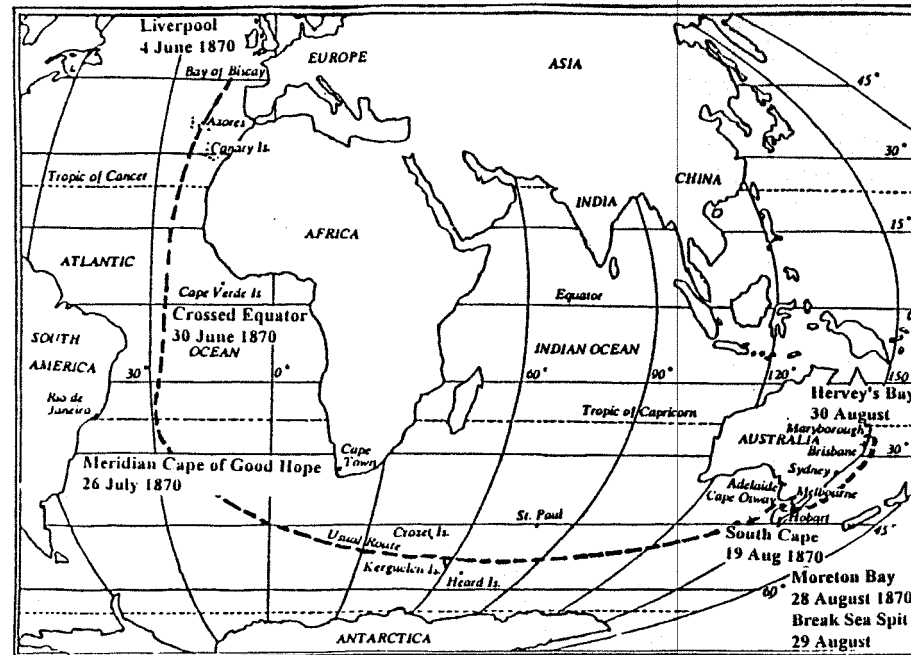 Liverpool
4 June 1870
EUROPE
ASIA
Bay of Biscay
45°
Azores
Canary Is.
30°
Tropic of Cancer
CHINA
INDIA
15°
AFRICA
ATLANTIC
Cape Verde Is.
Equator
Crossed Equator
30 June 1870
OCEAN
SOUTH
AMERICA
INDIAN OCEAN
30°
0°
60°
90°
120°
150
Hervey's Bay
30 August
Rio de
Janeiro
Tropic of Capricorn
Maryborough
AUSTRALIA
Brisbane
30°
Cape
Town
Meridian Cape of Good Hope
26 July 1870
Sydney
Adelaide
Melbourne
Cape Otway
St. Paul
Hobart
45°
Crozet Is.
Usual Route
South Cape
19 Aug 1870
Kerguelen Is.
Heard Is.
60°
Moreton Bay
28 August 1870
Break Sea Spit
29 August
ANTARCTICA